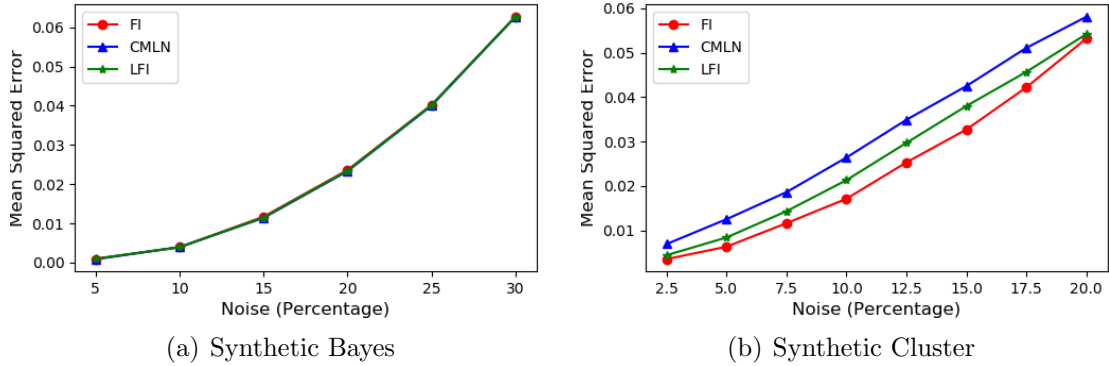 FI
CMLN
LFI
Mean Squared Error
0.06
0.05
0.04
0.03
0.02
0.01
0.00
5 10 15 20 25 30
Noise (Percentage)
(a) Synthetic Bayes
FI
CMLN
LFI
Mean Squared Error
0.06
0.05
0.04
0.03
0.02
0.01
2.5 5.0 7.5 10.0 12.5 15.0 17.5 20.0
Noise (Percentage)
(b) Synthetic Cluster